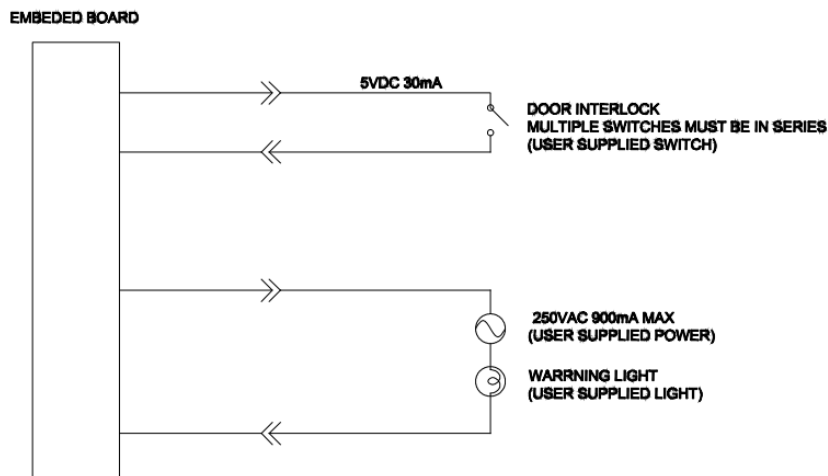 EMBEDED BOARD
5VDC 30mA
DOOR INTERLOCK
MULTIPLE SWITCHES MUST BE IN SERIES
(USER SUPPLIED SWITCH)
250VAC 900mA MAX
(USER SUPPLIED POWER)
WARRNING LIGHT
(USER SUPPLIED LIGHT)